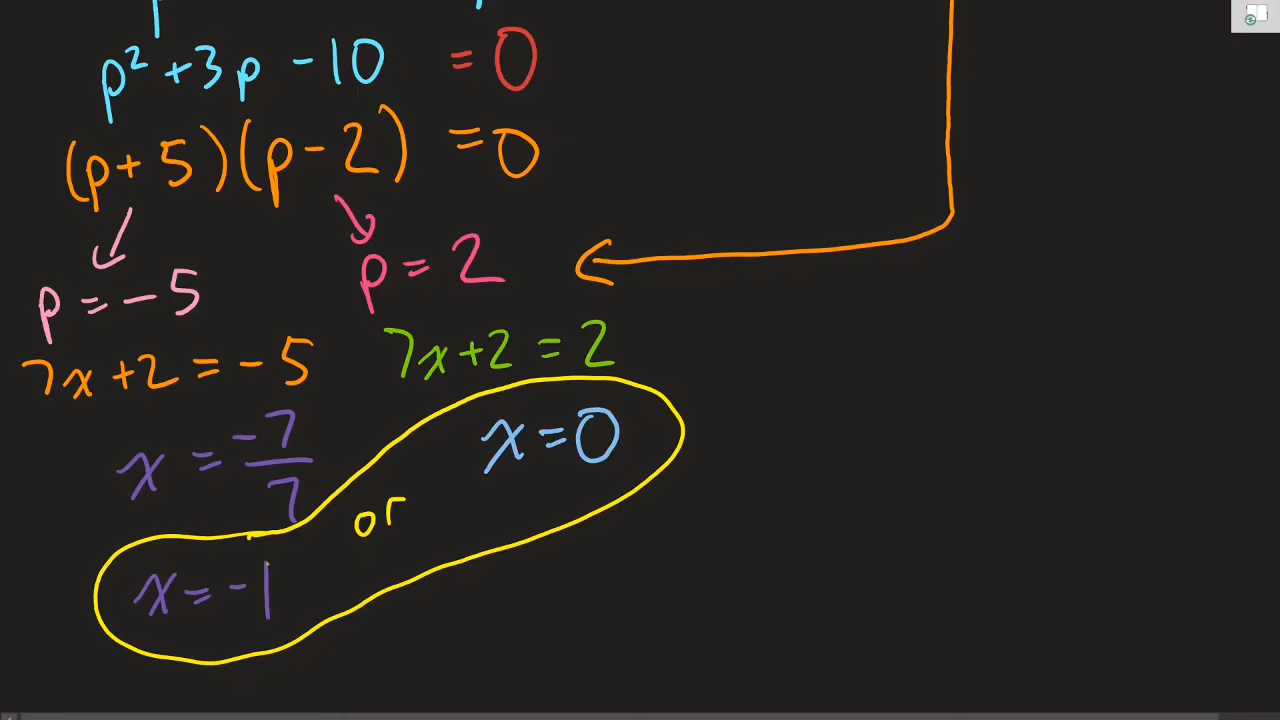 p² + 3p - 10 = 0
(p + 5)(p - 2) = 0
p = -5
p = 2
7x + 2 = -5
7x + 2 = 2
x = -7/7
x = 0
or
x = -1